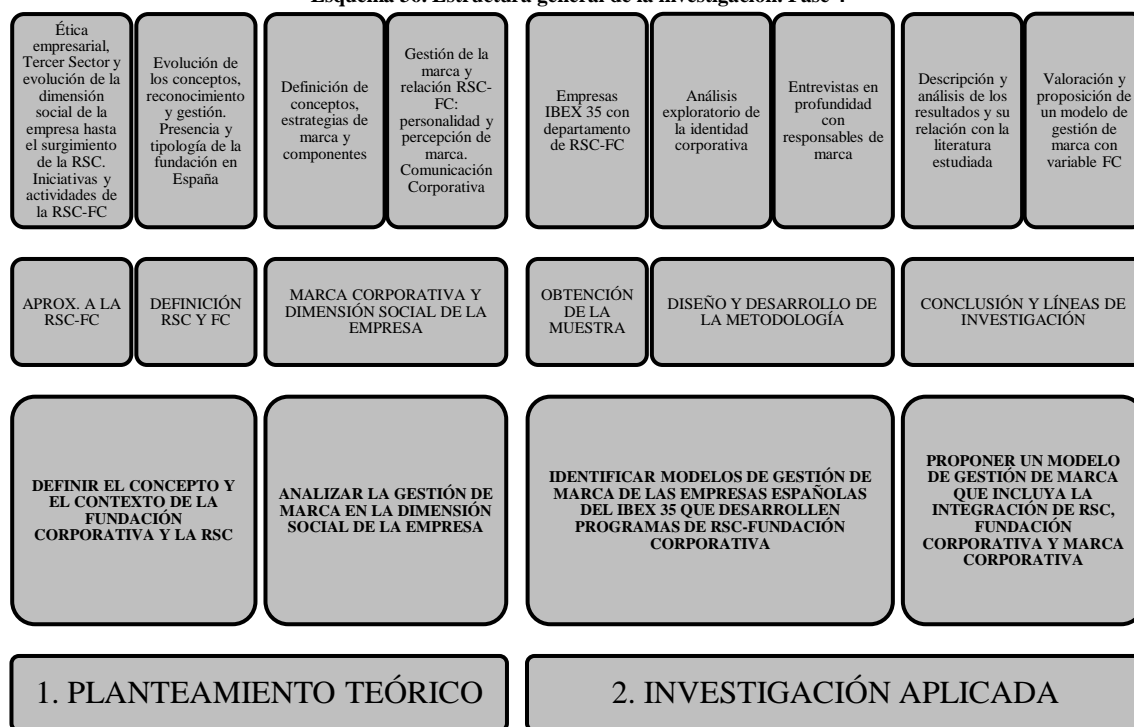 Esquema 56. Estructura general de la investigación. Fase 4
Ética
empresarial,
Tercer Sector y
evolución de la
dimensión
social de la
empresa hasta
el surgimiento
de la RSC.
Iniciativas y
actividades de
la RSC-FC
Evolución de
los conceptos,
reconocimiento
y gestión.
Presencia y
tipología de la
fundación en
España
Definición de
conceptos,
estrategias de
marca y
componentes
Gestión de la
marca y
relación RSC-
FC:
personalidad y
percepción de
marca.
Comunicación
Corporativa
Empresas
IBEX 35 con
departamento
de RSC-FC
Análisis
exploratorio de
la identidad
corporativa
Entrevistas en
profundidad
con
responsables de
marca
Descripción y
análisis de los
resultados y su
relación con la
literatura
estudiada
Valoración y
proposición de
un modelo de
gestión de
marca con
variable FC
APROX. A LA
RSC-FC
DEFINICIÓN
RSC Y FC
MARCA CORPORATIVA Y
DIMENSIÓN SOCIAL DE LA
EMPRESA
OBTENCIÓN
DE LA
MUESTRA
DISEÑO Y DESARROLLO DE
LA METODOLOGÍA
CONCLUSIÓN Y LÍNEAS DE
INVESTIGACIÓN
DEFINIR EL CONCEPTO Y
EL CONTEXTO DE LA
FUNDACIÓN
CORPORATIVA Y LA RSC
ANALIZAR LA GESTIÓN DE
MARCA EN LA DIMENSIÓN
SOCIAL DE LA EMPRESA
IDENTIFICAR MODELOS DE GESTIÓN DE
MARCA DE LAS EMPRESAS ESPAÑOLAS
DEL IBEX 35 QUE DESARROLLEN
PROGRAMAS DE RSC-FUNDACIÓN
CORPORATIVA
PROPONER UN MODELO
DE GESTIÓN DE MARCA
QUE INCLUYA LA
INTEGRACIÓN DE RSC,
FUNDACIÓN
CORPORATIVA Y MARCA
CORPORATIVA
1. PLANTEAMIENTO TEÓRICO
2. INVESTIGACIÓN APLICADA